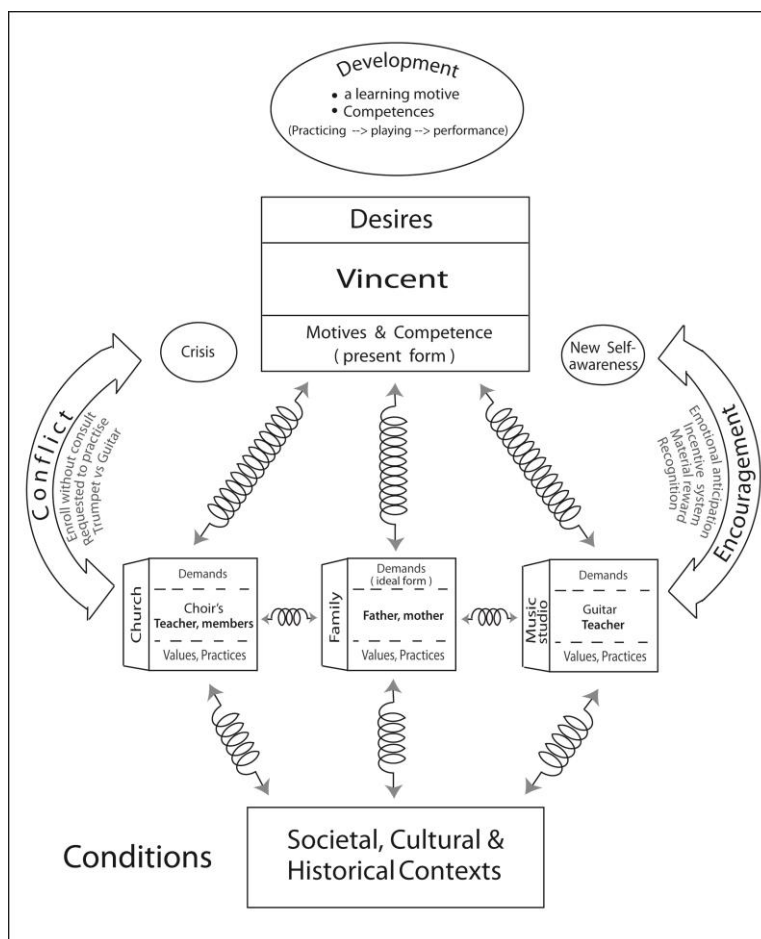 Development
• a learning motive
• Competences
(Practicing --> playing --> performance)
Desires
Vincent
Motives & Competence
( present form )
Crisis
New Self-
awareness
Conflict
Enroll without consult
Requested to practise
Trumpet vs Guitar
Encouragement
Emotional anticipation
Incentive system
Material reward
Recognition
Church
Demands
Choir's
Teacher, members
Values, Practices
Family
Demands
( ideal form )
Father, mother
Values, Practices
Music
studio
Demands
Guitar
Teacher
Values, Practices
Conditions
Societal, Cultural &
Historical Contexts